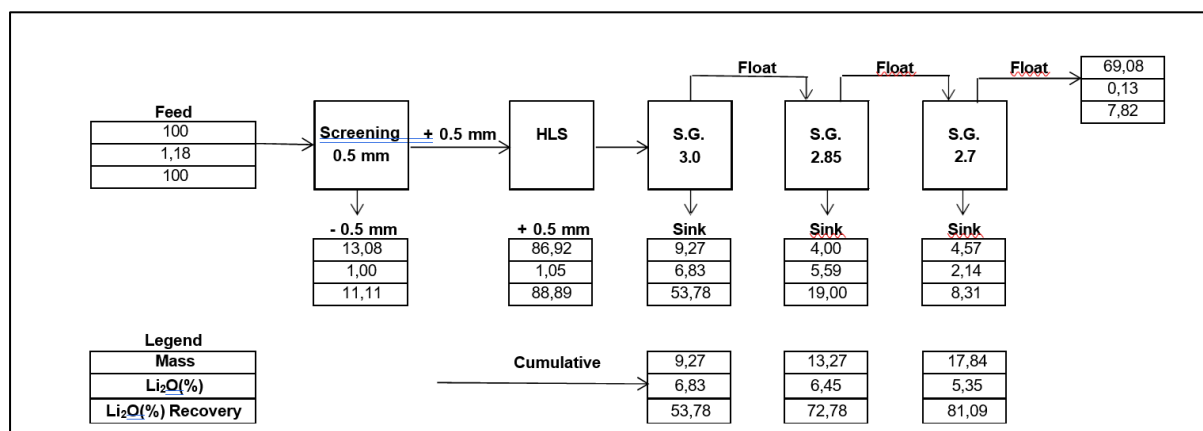 Float Float Float 69,08
0,13
7,82
Feed
100
1,18
100
Screening
0.5 mm
+ 0.5 mm
HLS
S.G.
3.0
S.G.
2.85
S.G.
2.7
- 0.5 mm + 0.5 mm Sink Sink Sink
13,08 86,92 9,27 4,00 4,57
1,00 1,05 6,83 5,59 2,14
11,11 88,89 53,78 19,00 8,31
Legend
Mass Cumulative 9,27 13,27 17,84
Li₂O(%) 6,83 6,45 5,35
Li₂O(%) Recovery 53,78 72,78 81,09